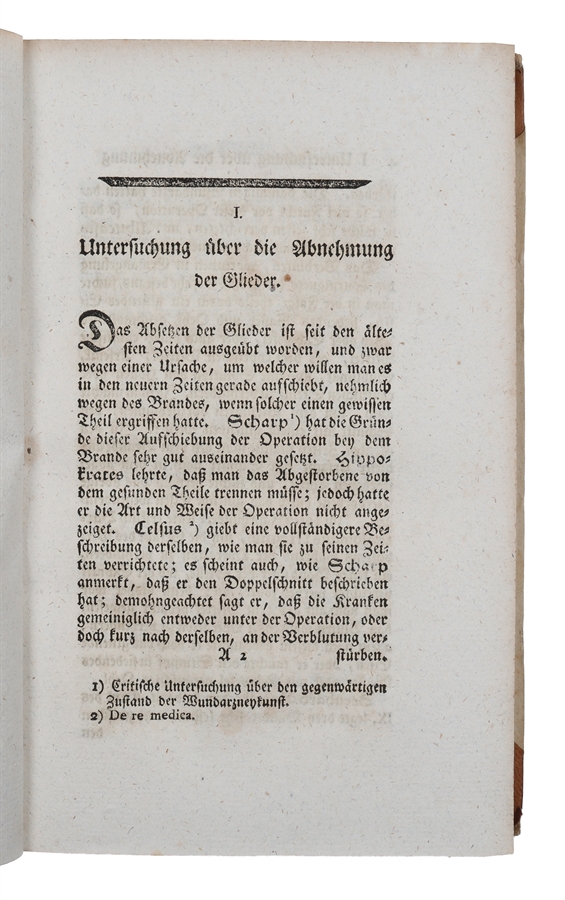 I.
Untersuchung über die Abnehmung
der Glieder.
Das Absetzen der Glieder ist seit den älte-
sten Zeiten ausgeübt worden, und zwar
wegen einer Ursache, um welcher willen man es
in den neuern Zeiten gerade aufschiebt, nehmlich
wegen des Brandes, wenn solcher einen gewissen
Theil ergriffen hatte. Scharp ¹) hat die Grün-
de dieser Aufschiebung der Operation bey dem
Brande sehr gut auseinander gesetzt. Hippo-
krates lehrte, daß man das Abgestorbene von
dem gesunden Theile trennen müsse; jedoch hatte
er die Art und Weise der Operation nicht ange-
zeiget. Celsus ²) giebt eine vollständigere Be-
schreibung derselben, wie man sie zu seinen Zei-
ten verrichtete; es scheint auch, wie Scharp
anmerkt, daß er den Doppelschnitt beschrieben
hat; demohngeachtet sagt er, daß die Kranken
gemeiniglich entweder unter der Operation, oder
doch kurz nach derselben, an der Verblutung ver-
A 2 stürben.
1) Critische Untersuchung über den gegenwärtigen
Zustand der Wundarzneykunst.
2) De re medica.